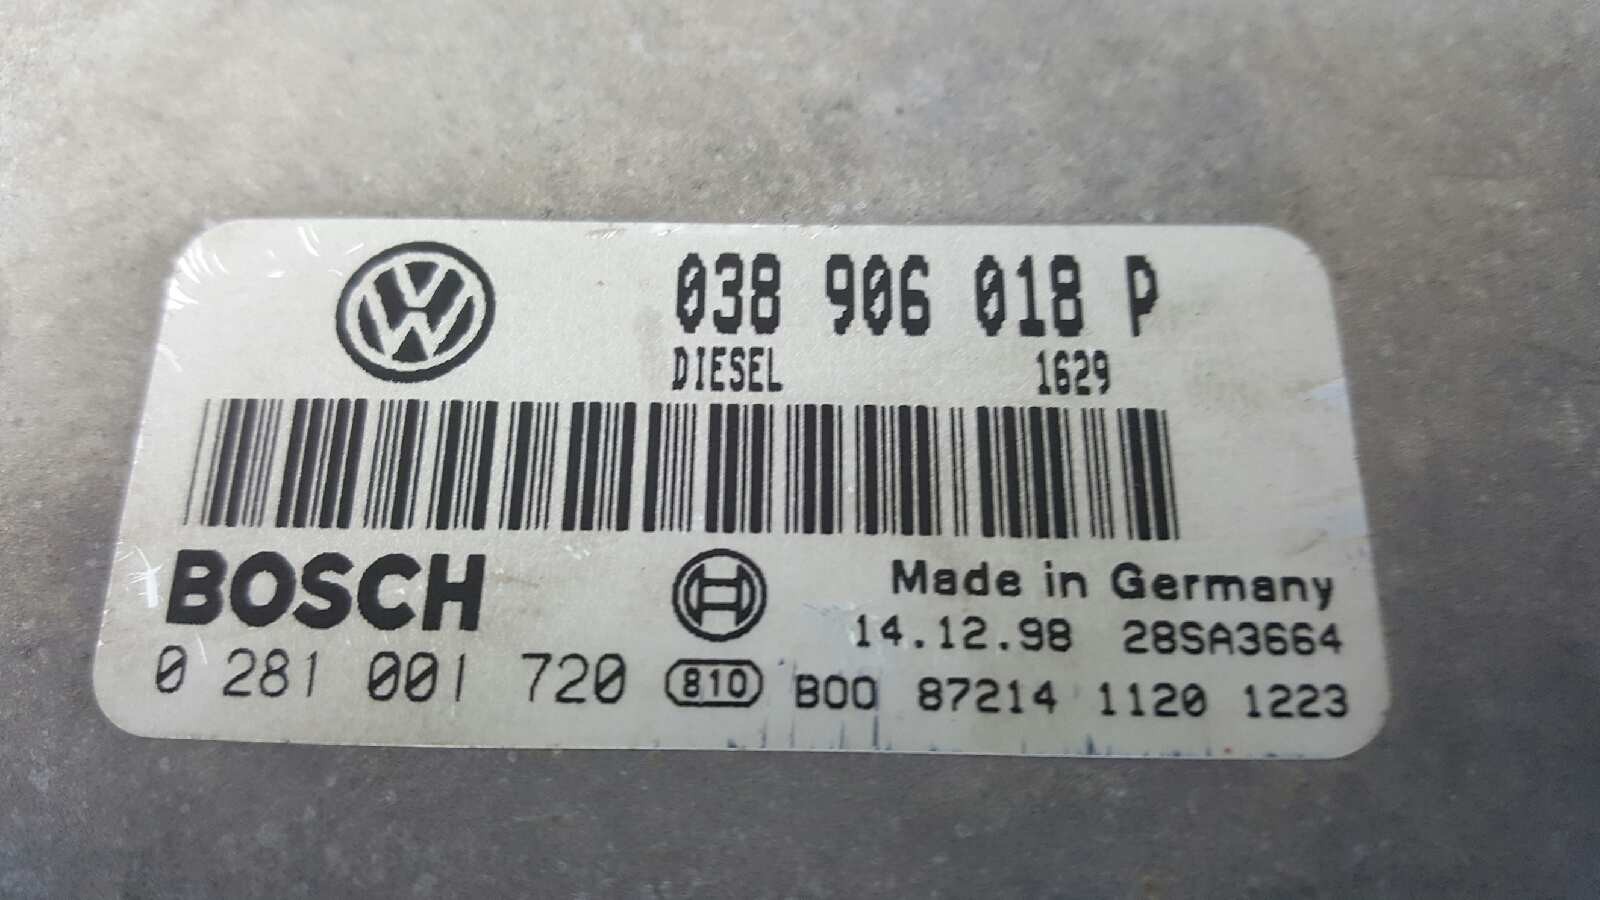 038 906 018 P
DIESEL 1629
BOSCH
Made in Germany
14.12.98 28SA3664
0 281 001 720 810 B00 87214 1120 1223